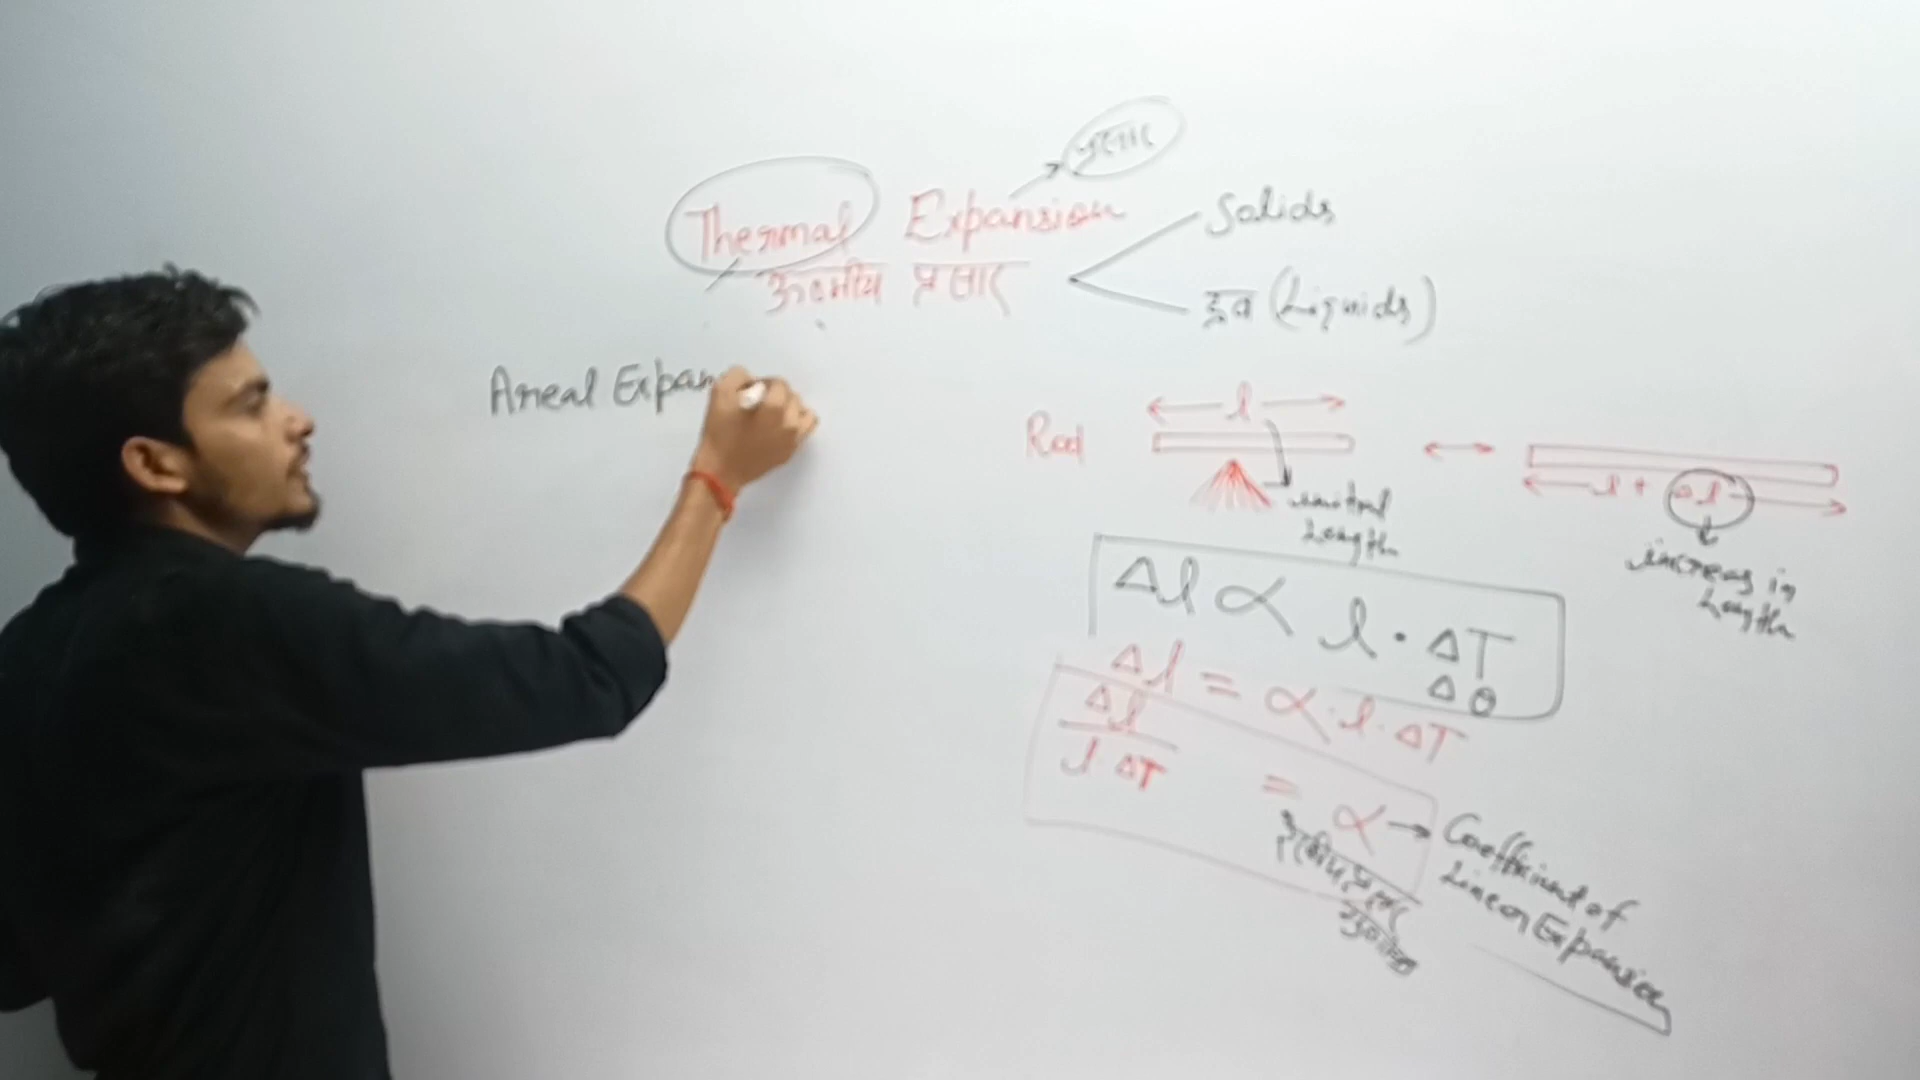 प्रसार
Thermal Expansion
ऊष्मीय प्रसार
Solids
द्रव (Liquids)
Areal Expan
l
Rod
l + Δl
Length
increas in
Length
Δl ∝ l · ΔT
Δθ
Δl = α · l · ΔT
Δl
l · ΔT
= α → Coefficient of
Linear Expansion
प्रसार
गुणांक